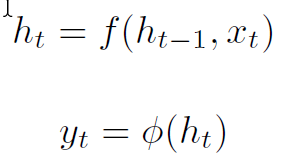 h_t = f(h_{t-1}, x_t)
y_t = ϕ(h_t)